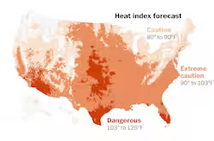 Heat index forecast
Caution
80° to 90°F
Extreme
caution
90° to 103°F
Dangerous
103° to 125°F